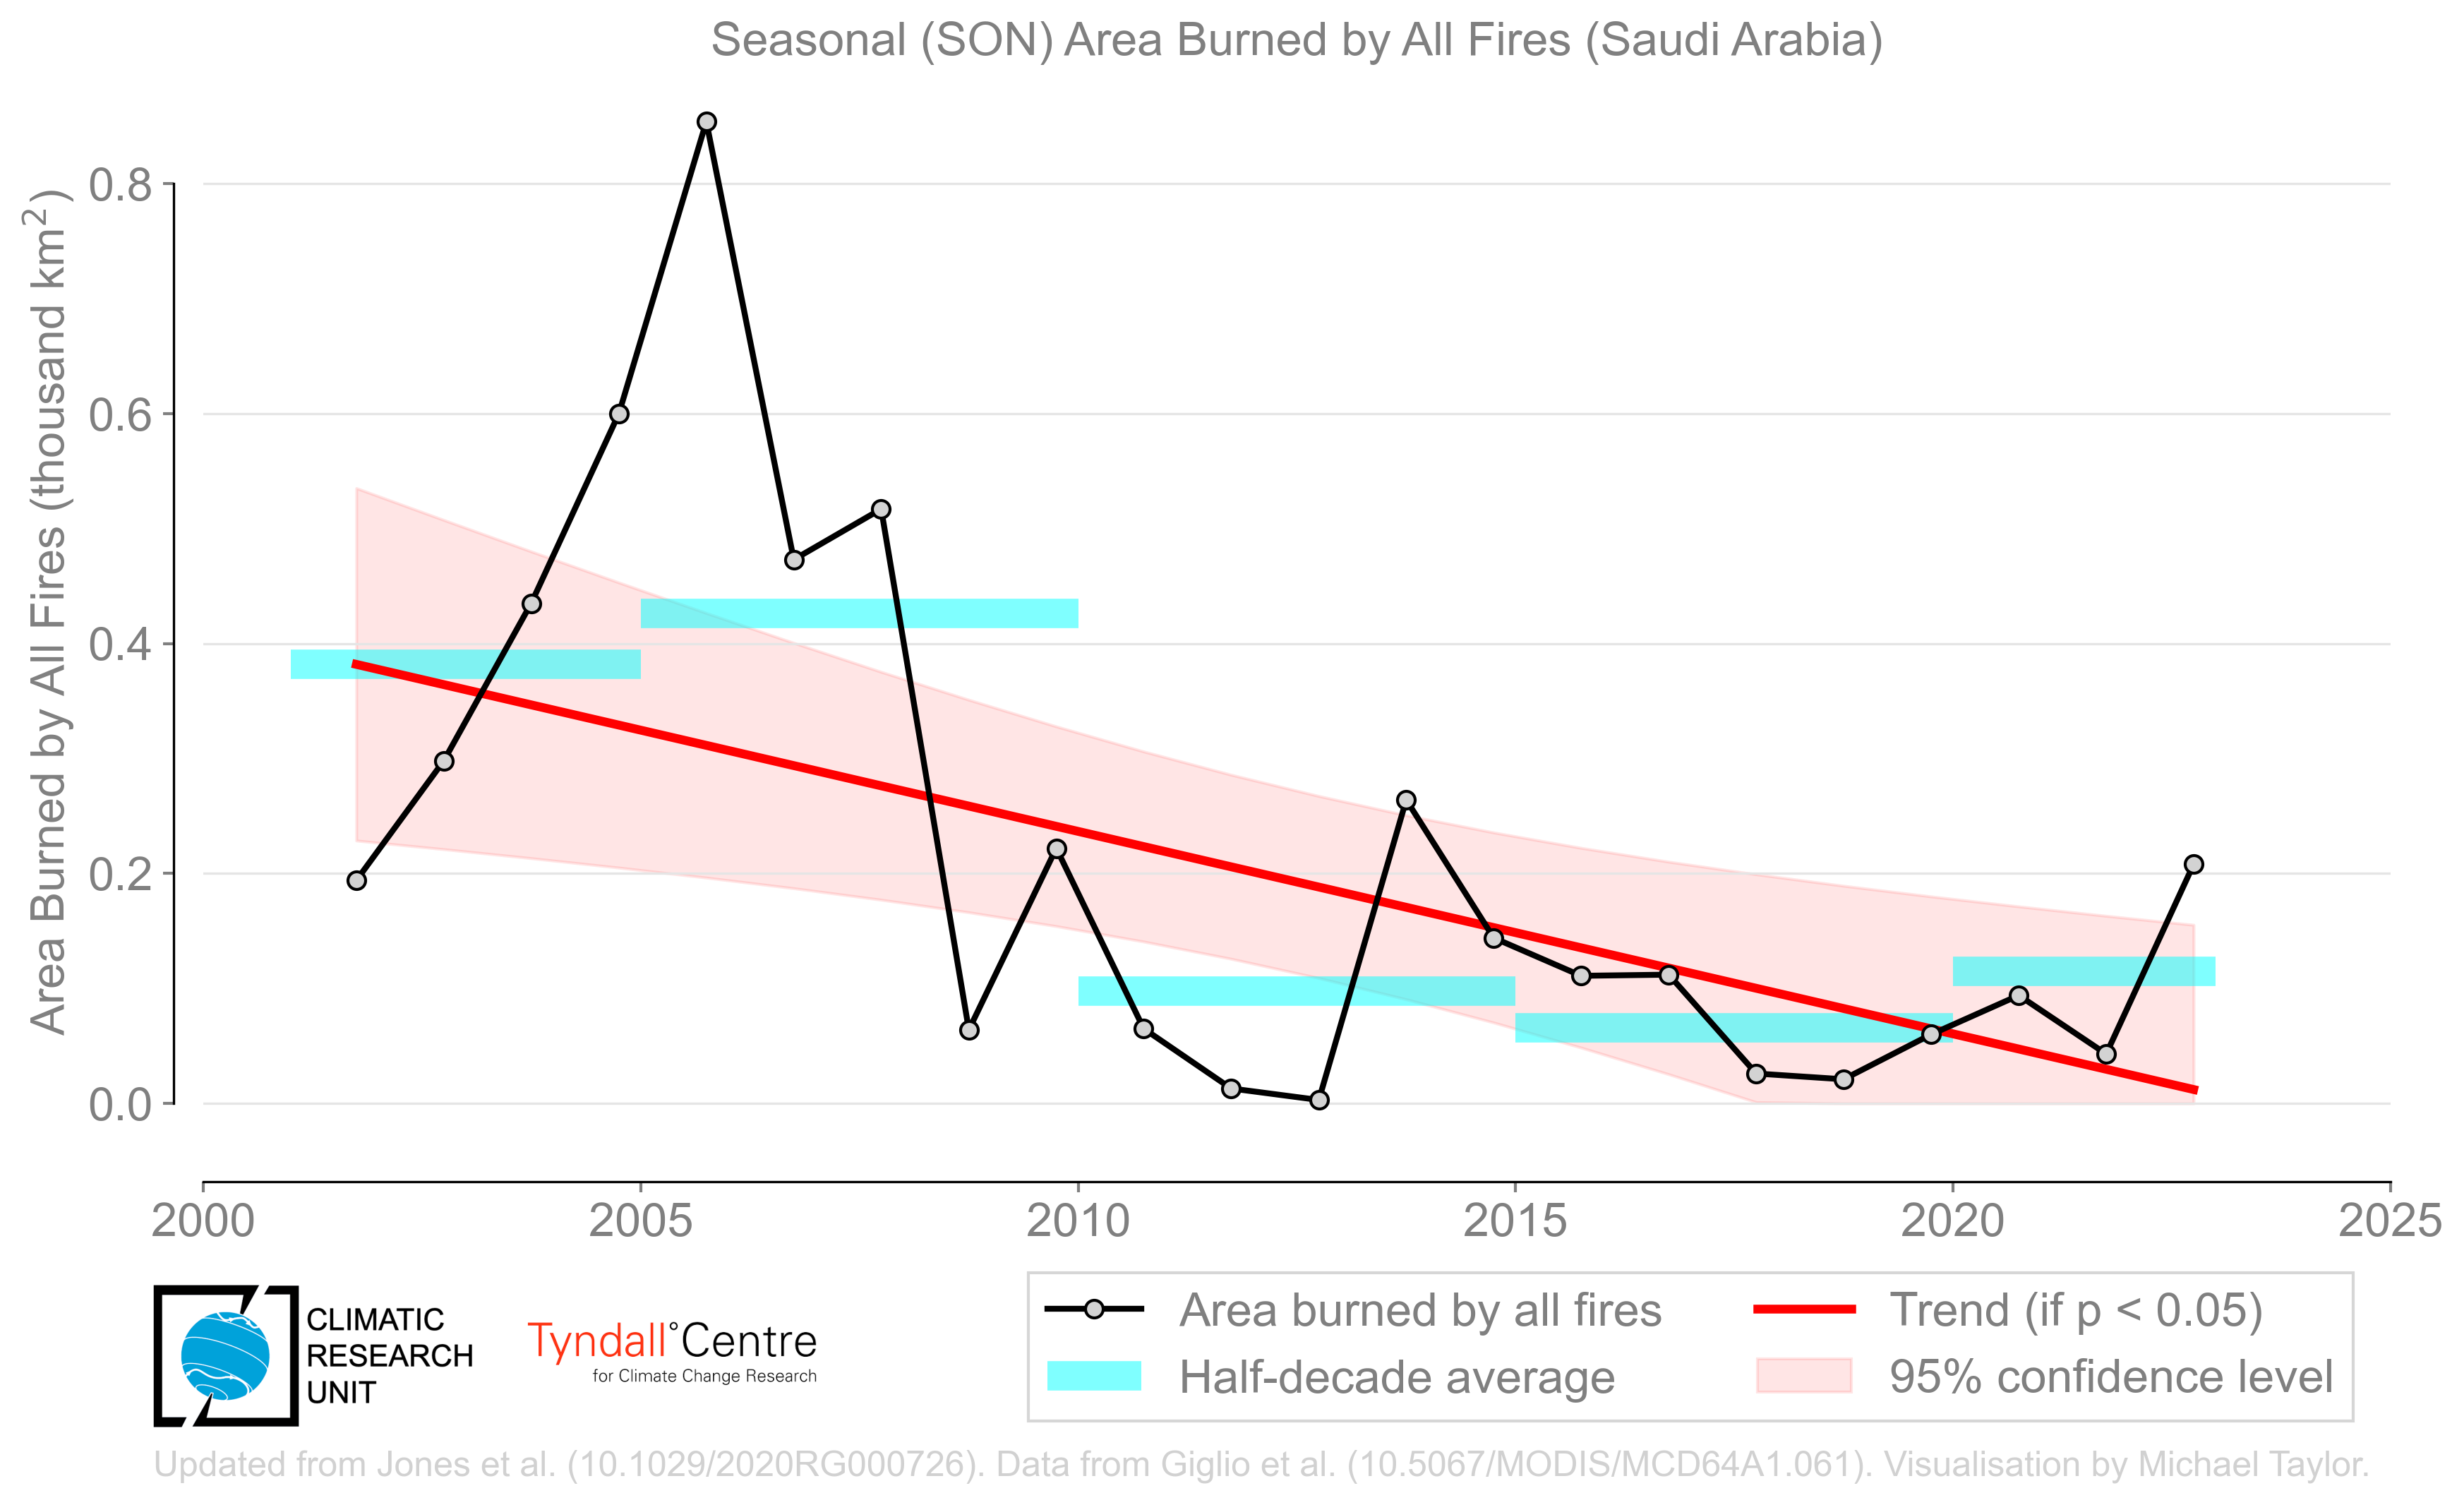 Seasonal (SON) Area Burned by All Fires (Saudi Arabia)
Area Burned by All Fires (thousand km²)
0.8
0.6
0.4
0.2
0.0
2000 2005 2010 2015 2020 2025
Area burned by all fires
Half-decade average
Trend (if p < 0.05)
95% confidence level
CLIMATIC
RESEARCH
UNIT
Tyndall°Centre
for Climate Change Research
Updated from Jones et al. (10.1029/2020RG000726). Data from Giglio et al. (10.5067/MODIS/MCD64A1.061). Visualisation by Michael Taylor.